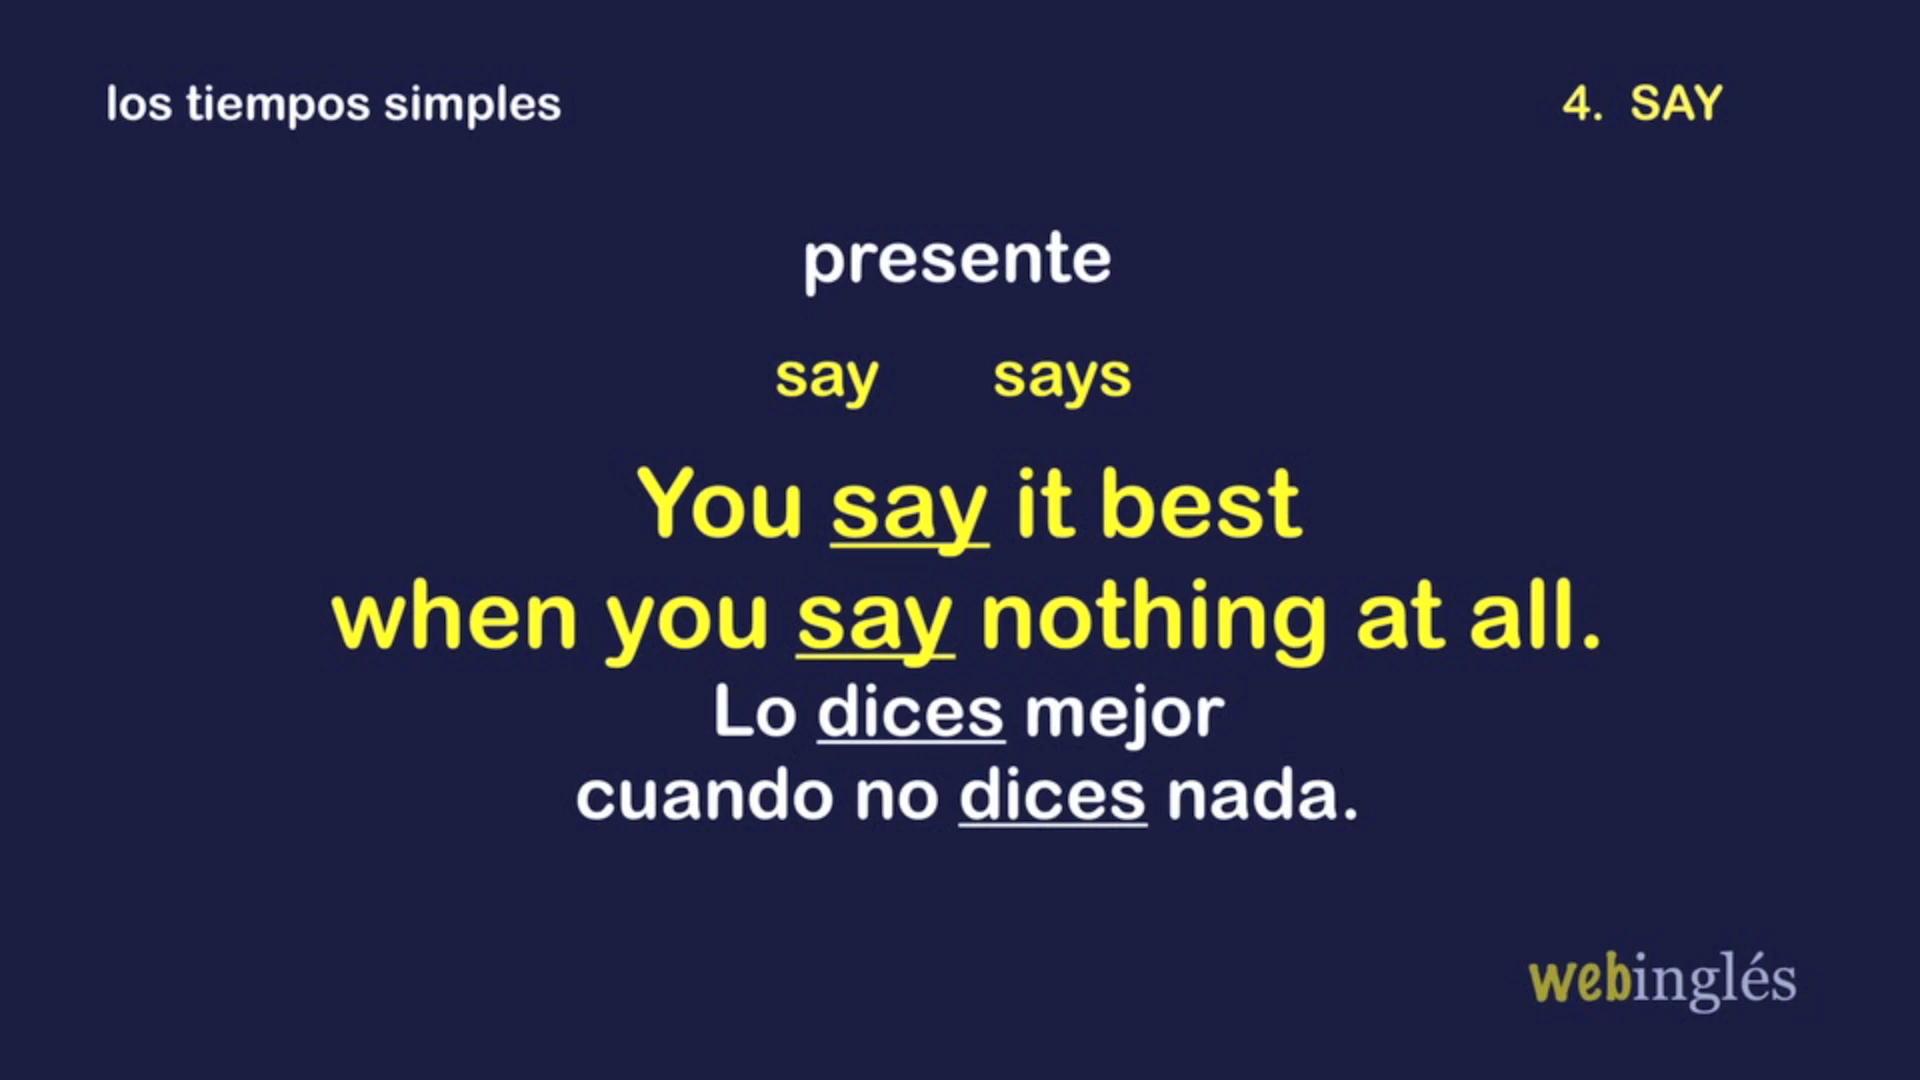 los tiempos simples
4. SAY
presente
say says
You say it best
when you say nothing at all.
Lo dices mejor
cuando no dices nada.
webinglés